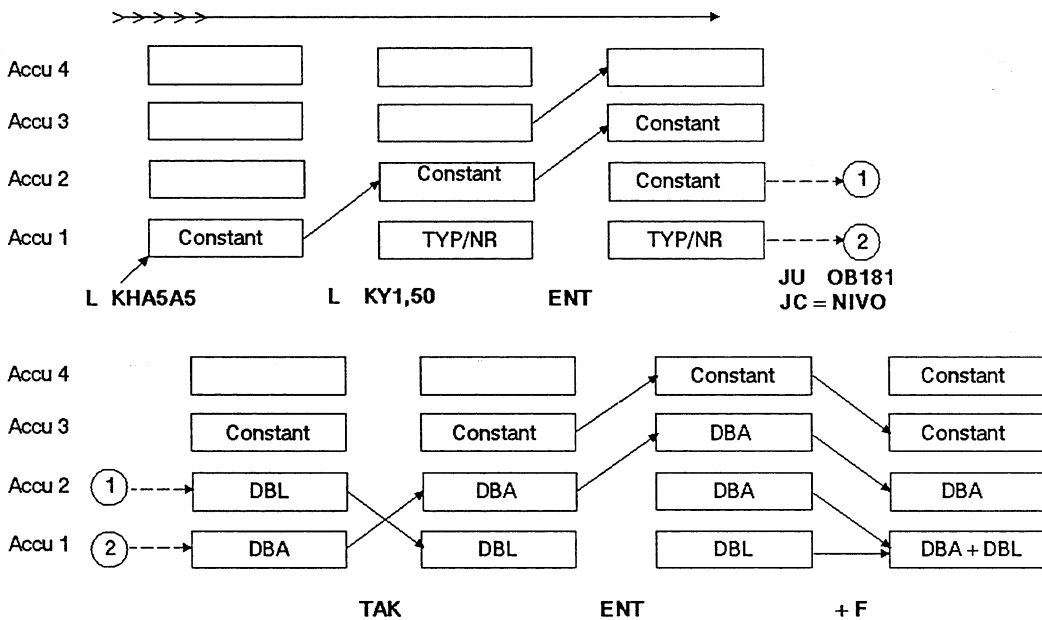 Accu 4
Accu 3 Constant
Accu 2 Constant Constant 1
Accu 1 Constant TYP/NR TYP/NR 2
L KHA5A5 L KY1,50 ENT JU OB181
JC = NIVO
Accu 4 Constant Constant
Accu 3 Constant Constant DBA Constant
Accu 2 1 DBL DBA DBA DBA
Accu 1 2 DBA DBL DBL DBA + DBL
TAK ENT + F